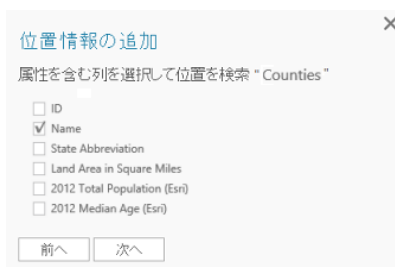 位置情報の追加
属性を含む列を選択して位置を検索 "Counties"
ID
Name
State Abbreviation
Land Area in Square Miles
2012 Total Population (Esri)
2012 Median Age (Esri)
前へ 次へ